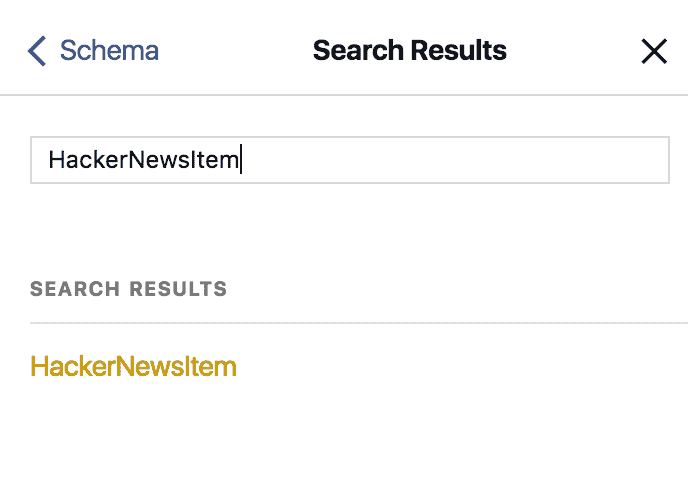 Schema Search Results
HackerNewsItem
SEARCH RESULTS
HackerNewsItem